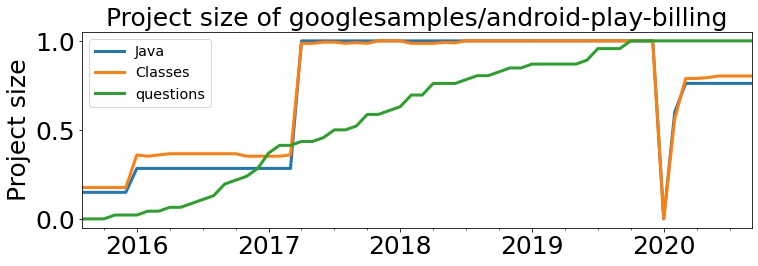 Project size of googlesamples/android-play-billing
Project size
1.0
0.5
0.0
Java
Classes
questions
2016 2017 2018 2019 2020